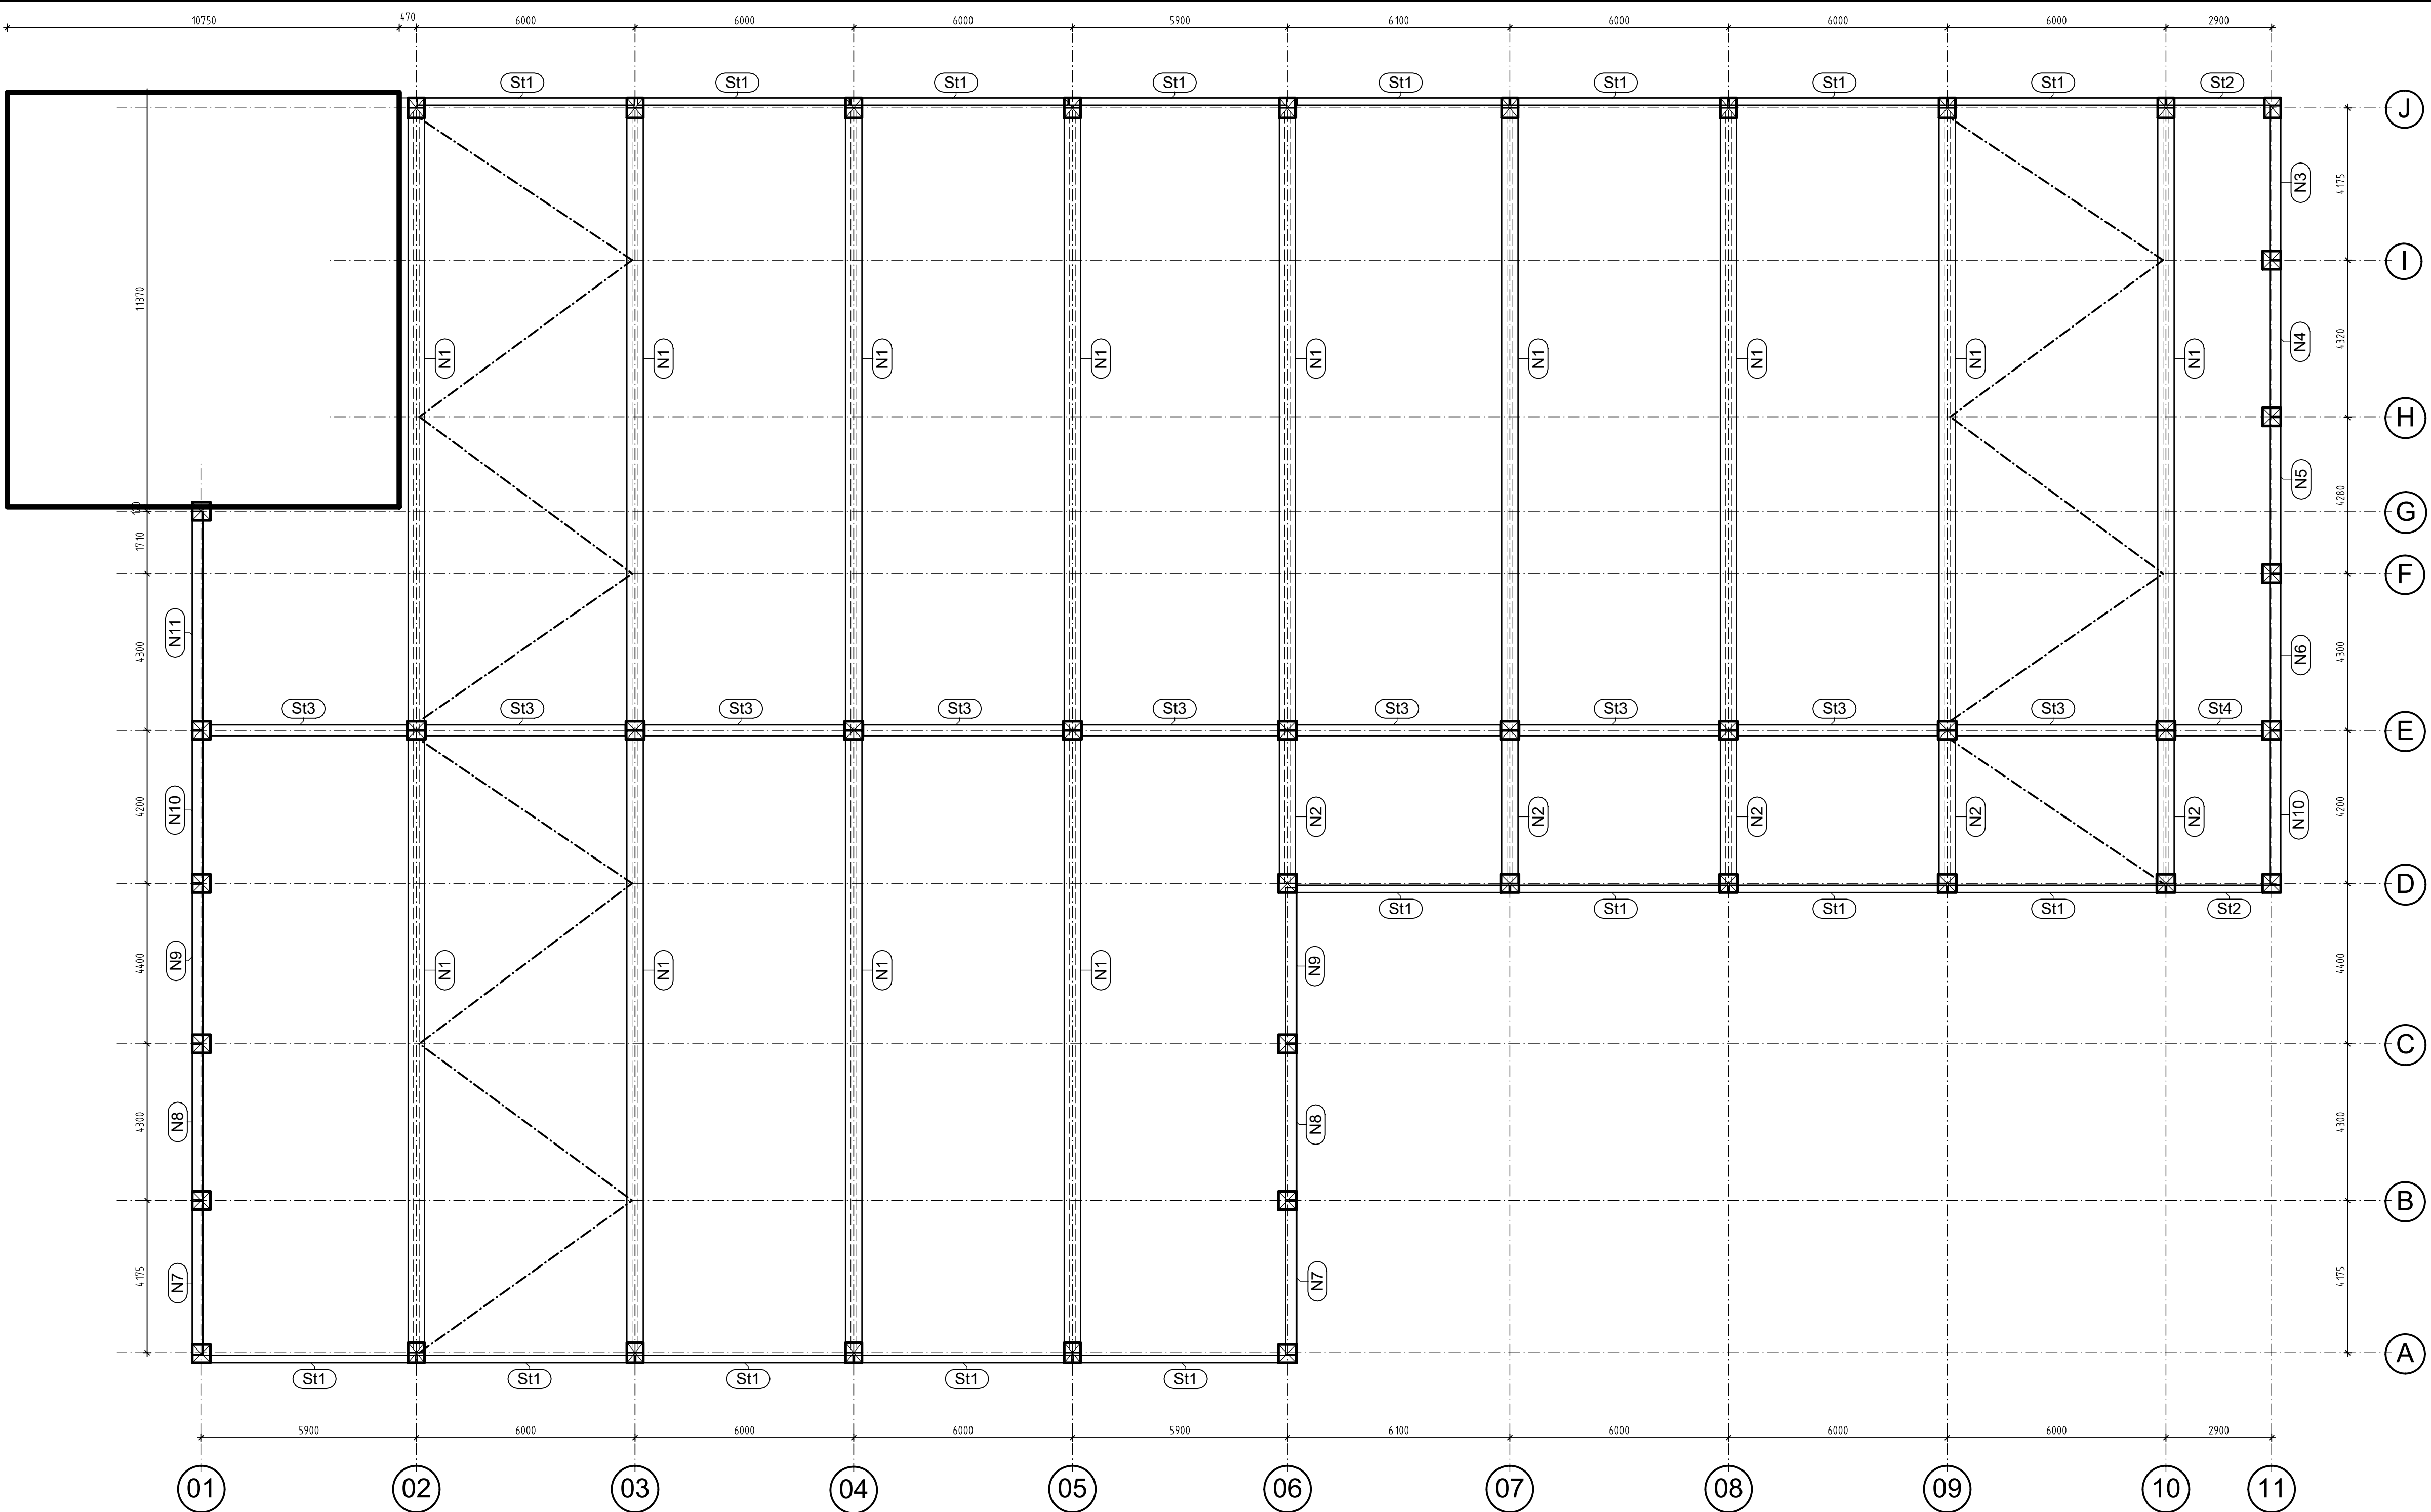 10750 470 6000 6000 6000 5900 6100 6000 6000 6000 2900
St1 St1 St1 St1 St1 St1 St1 St1 St2
J
N3 4175
I
11370
N1 N1 N1 N1 N1 N1 N1 N1 N1 N4 4320
H
N5 4280
G
1710
F
N11 4300 N6 4300
St3 St3 St3 St3 St3 St3 St3 St3 St3 St4
E
N10 4200 N2 N2 N2 N2 N2 N10 4200
D
St1 St1 St1 St1 St2
N9 4400 N1 N1 N1 N1 N9 4400
C
N8 4300 N8 4300
B
N7 4175 N7 4175
A
St1 St1 St1 St1 St1
5900 6000 6000 6000 5900 6100 6000 6000 6000 2900
01 02 03 04 05 06 07 08 09 10 11